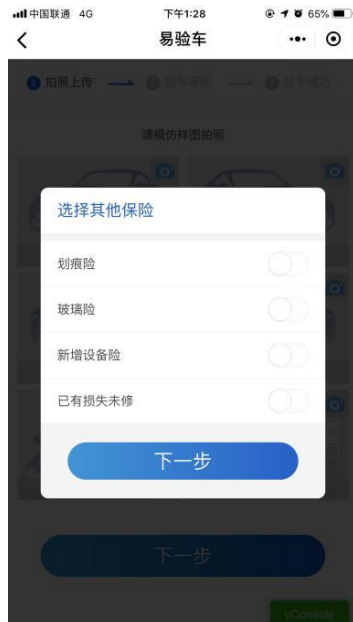 中国联通 4G 下午1:28 65%
易验车
1 拍照上传 2 验车审核 3 验车成功
请模仿样图拍照
选择其他保险
划痕险
玻璃险
新增设备险
已有损失未修
下一步
下一步
vConsole